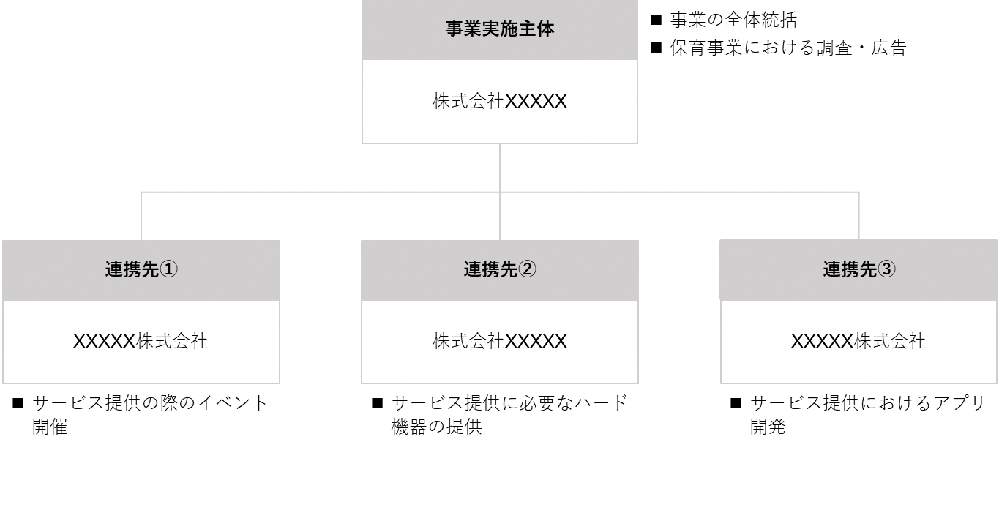 事業実施主体
■ 事業の全体統括
■ 保育事業における調査・広告
株式会社XXXXX
連携先①
連携先②
連携先③
XXXXX株式会社
株式会社XXXXX
XXXXX株式会社
■ サービス提供の際のイベント
開催
■ サービス提供に必要なハード
機器の提供
■ サービス提供におけるアプリ
開発